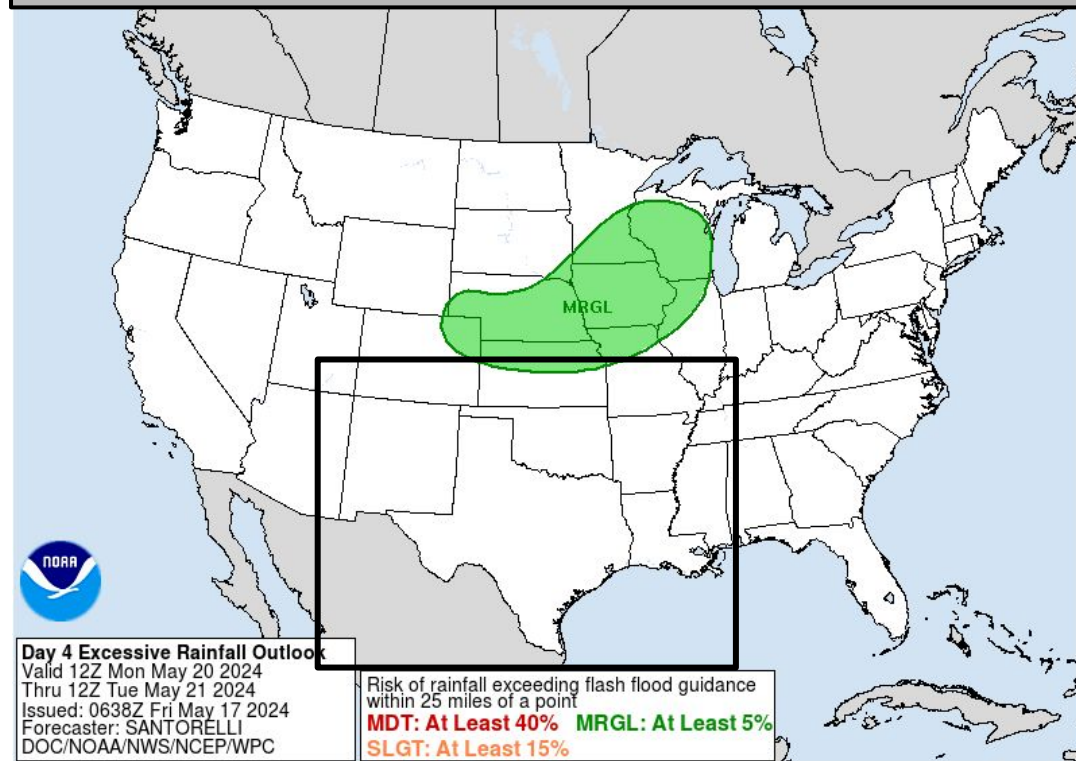 MRGL
NOAA
Day 4 Excessive Rainfall Outlook
Valid 12Z Mon May 20 2024
Thru 12Z Tue May 21 2024
Issued: 0638Z Fri May 17 2024
Forecaster: SANTORELLI
DOC/NOAA/NWS/NCEP/WPC
Risk of rainfall exceeding flash flood guidance
within 25 miles of a point
MDT: At Least 40% MRGL: At Least 5%
SLGT: At Least 15%